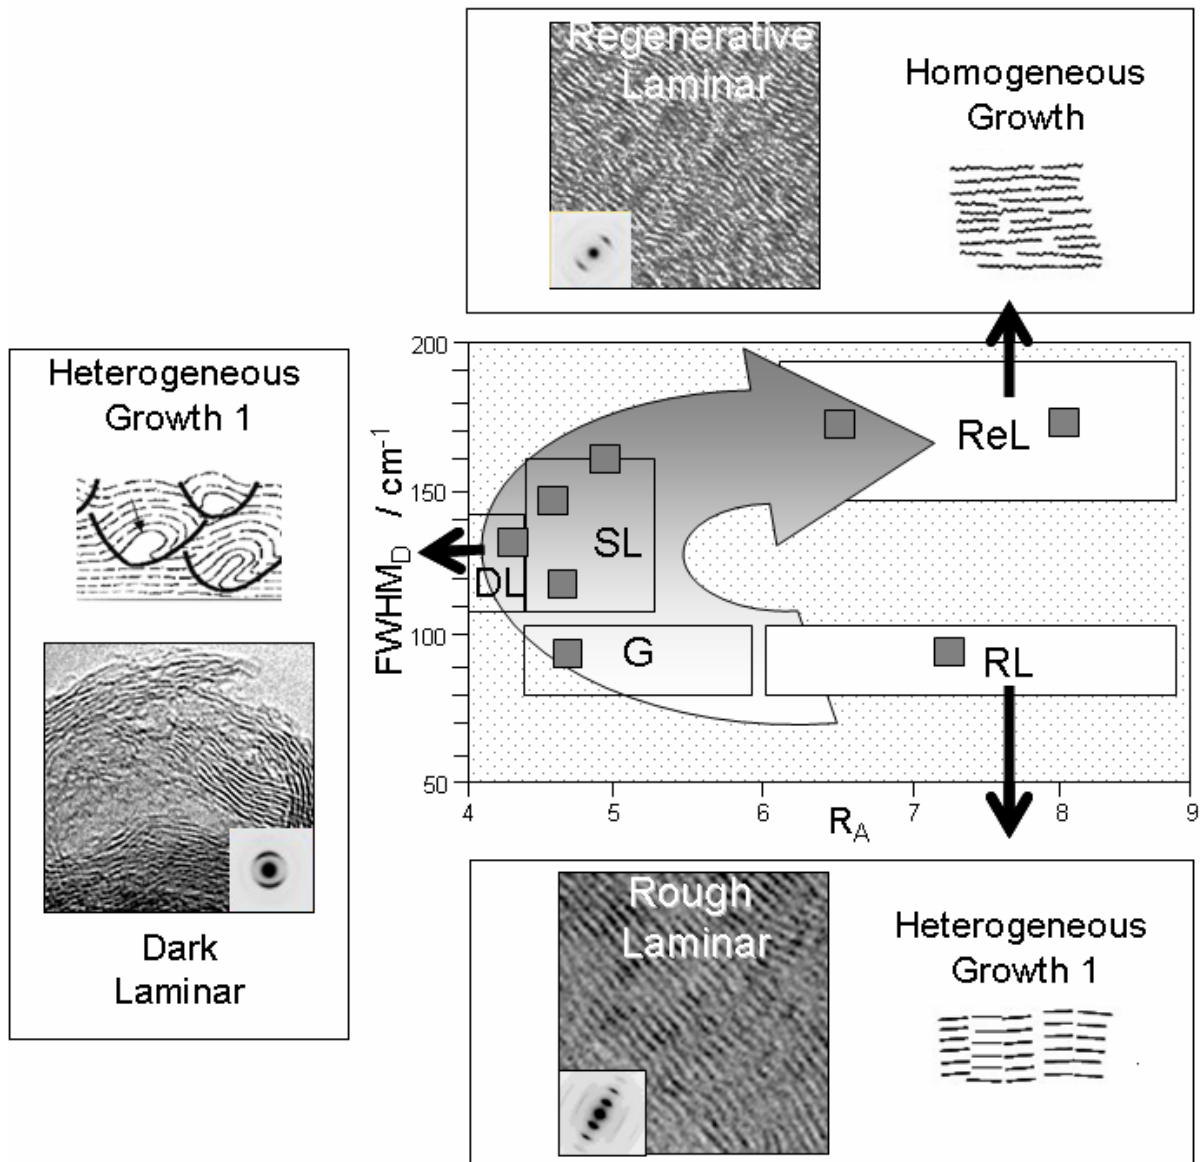 Regenerative
Laminar
Homogeneous
Growth
Heterogeneous
Growth 1
Dark
Laminar
FWHM_D / cm⁻¹
200
150
100
50
ReL
SL
DL
G
RL
4
5
6
7
8
9
R_A
Rough
Laminar
Heterogeneous
Growth 1